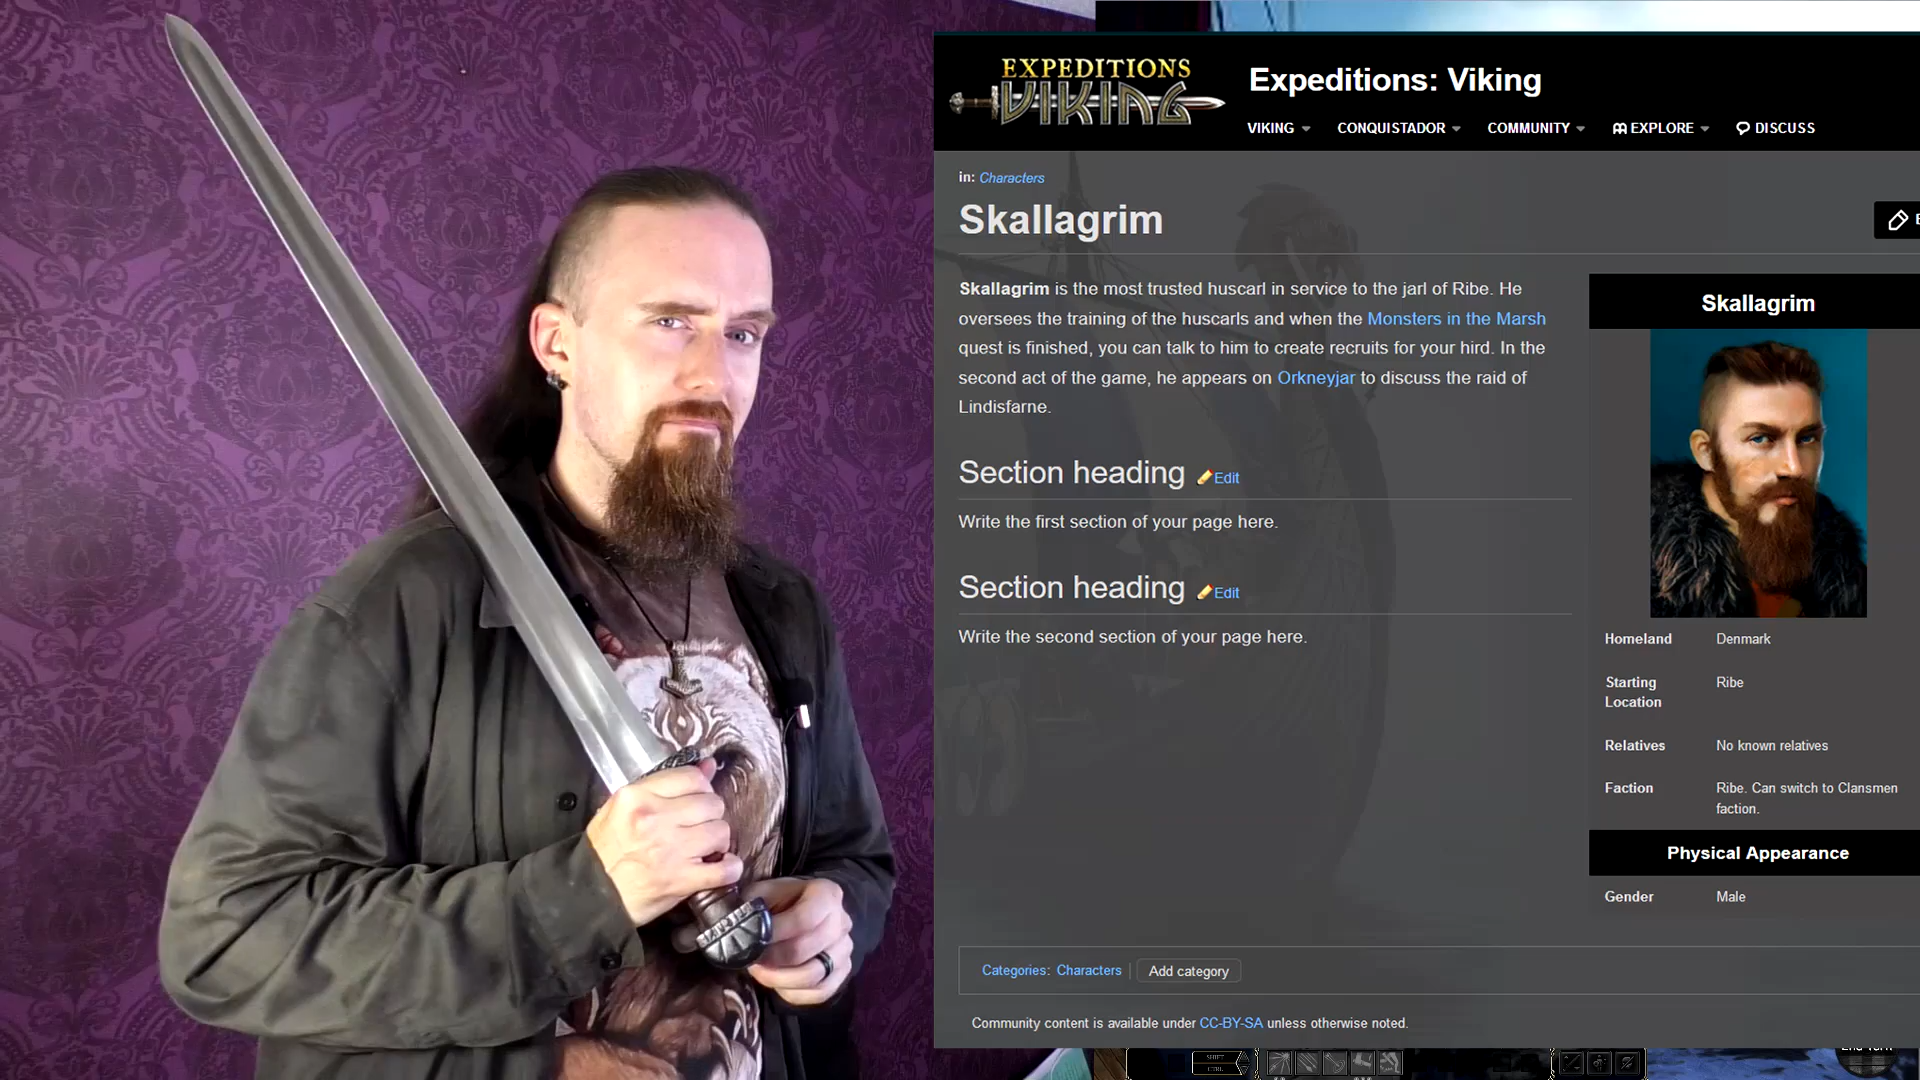 EXPEDITIONS
VIKING
Expeditions: Viking
VIKING
CONQUISTADOR
COMMUNITY
EXPLORE
DISCUSS
in: Characters
Skallagrim
Skallagrim is the most trusted huscarl in service to the jarl of Ribe. He
oversees the training of the huscarls and when the Monsters in the Marsh
quest is finished, you can talk to him to create recruits for your hird. In the
second act of the game, he appears on Orkneyjar to discuss the raid of
Lindisfarne.
Section heading Edit
Write the first section of your page here.
Section heading Edit
Write the second section of your page here.
Skallagrim
Homeland Denmark
Starting Location Ribe
Relatives No known relatives
Faction Ribe. Can switch to Clansmen
faction.
Physical Appearance
Gender Male
Categories: Characters Add category
Community content is available under CC-BY-SA unless otherwise noted.
SHIFT
CTRL
End Turn